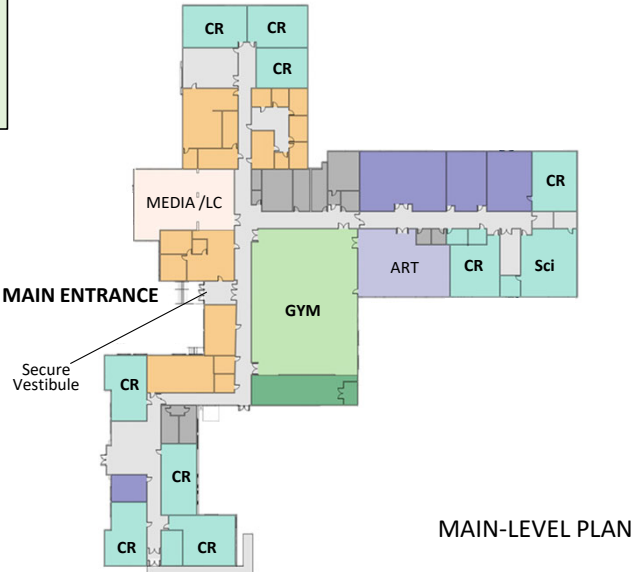 CR CR
CR
MEDIA /LC
CR
MAIN ENTRANCE
ART
CR
Sci
GYM
Secure
Vestibule
CR
CR
CR
CR
MAIN-LEVEL PLAN